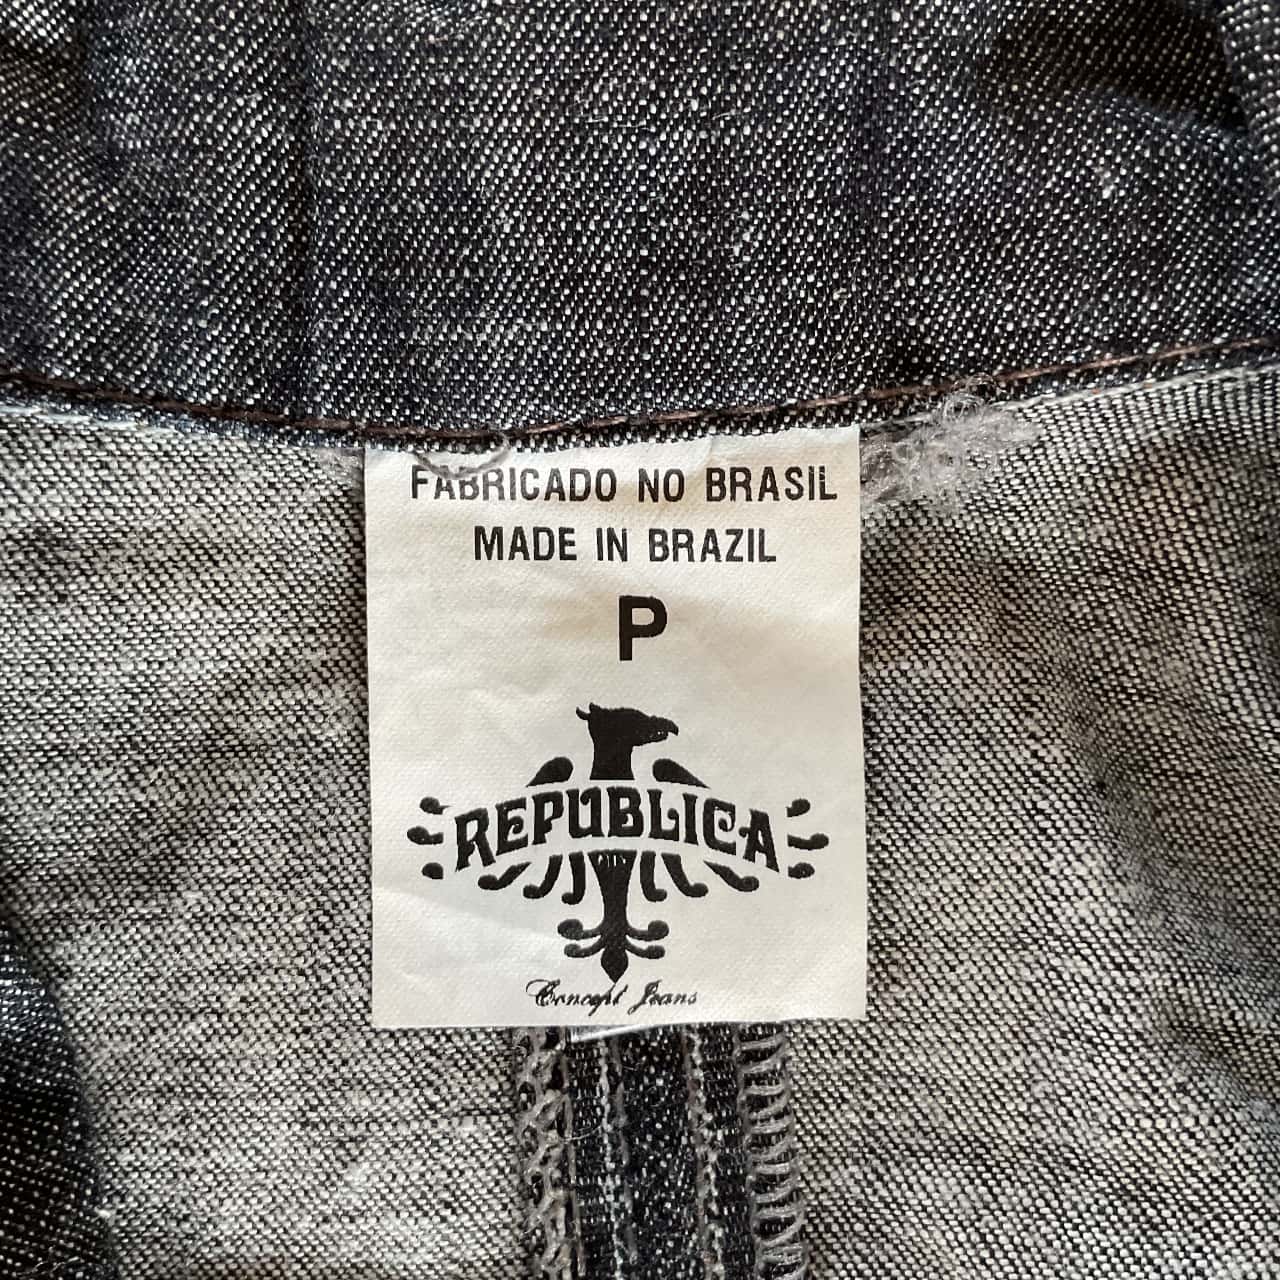 FABRICADO NO BRASIL
MADE IN BRAZIL
P
REPUBLICA
Concept Jeans